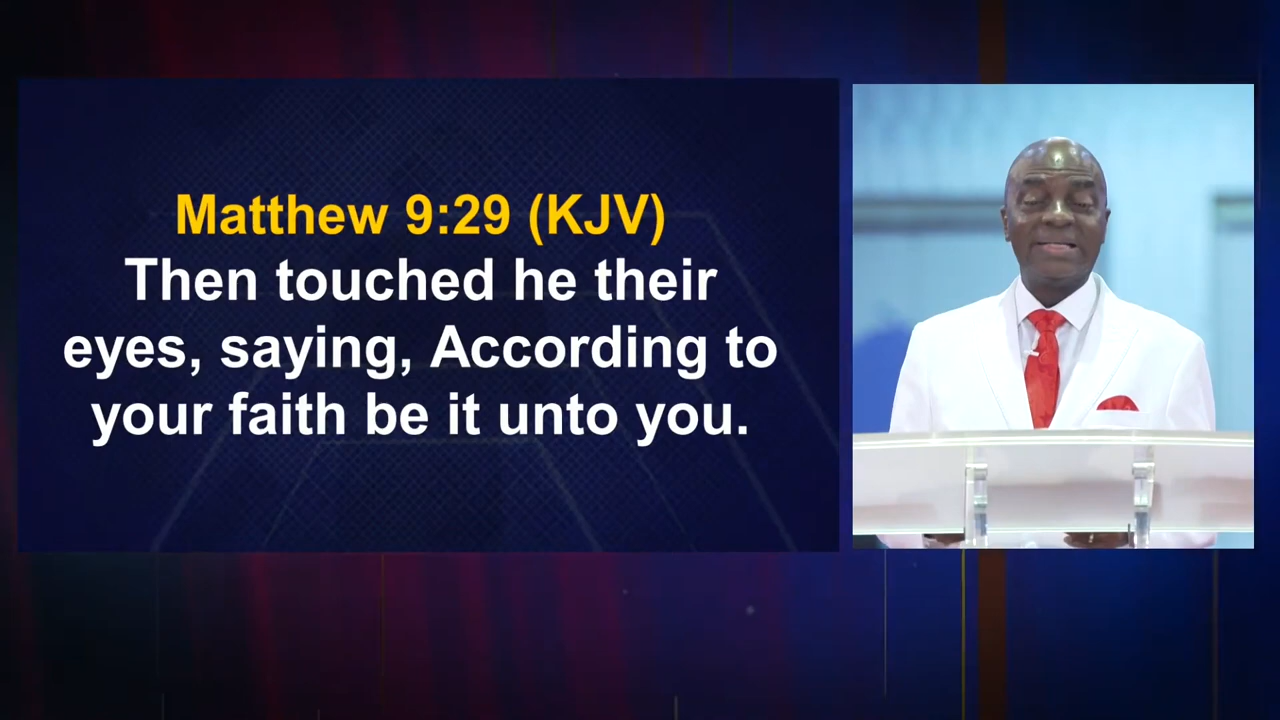 Matthew 9:29 (KJV)
Then touched he their
eyes, saying, According to
your faith be it unto you.